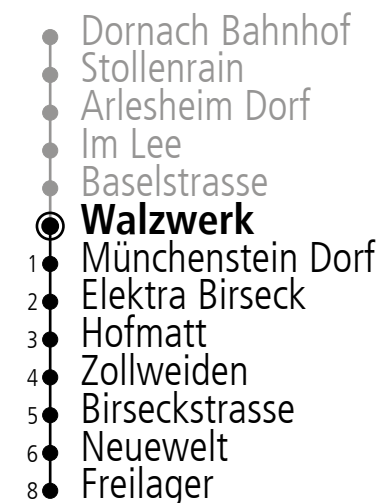 Dornach Bahnhof
Stollenrain
Arlesheim Dorf
Im Lee
Baselstrasse
Walzwerk
1 Münchenstein Dorf
2 Elektra Birseck
3 Hofmatt
4 Zollweiden
5 Birseckstrasse
6 Neuewelt
8 Freilager